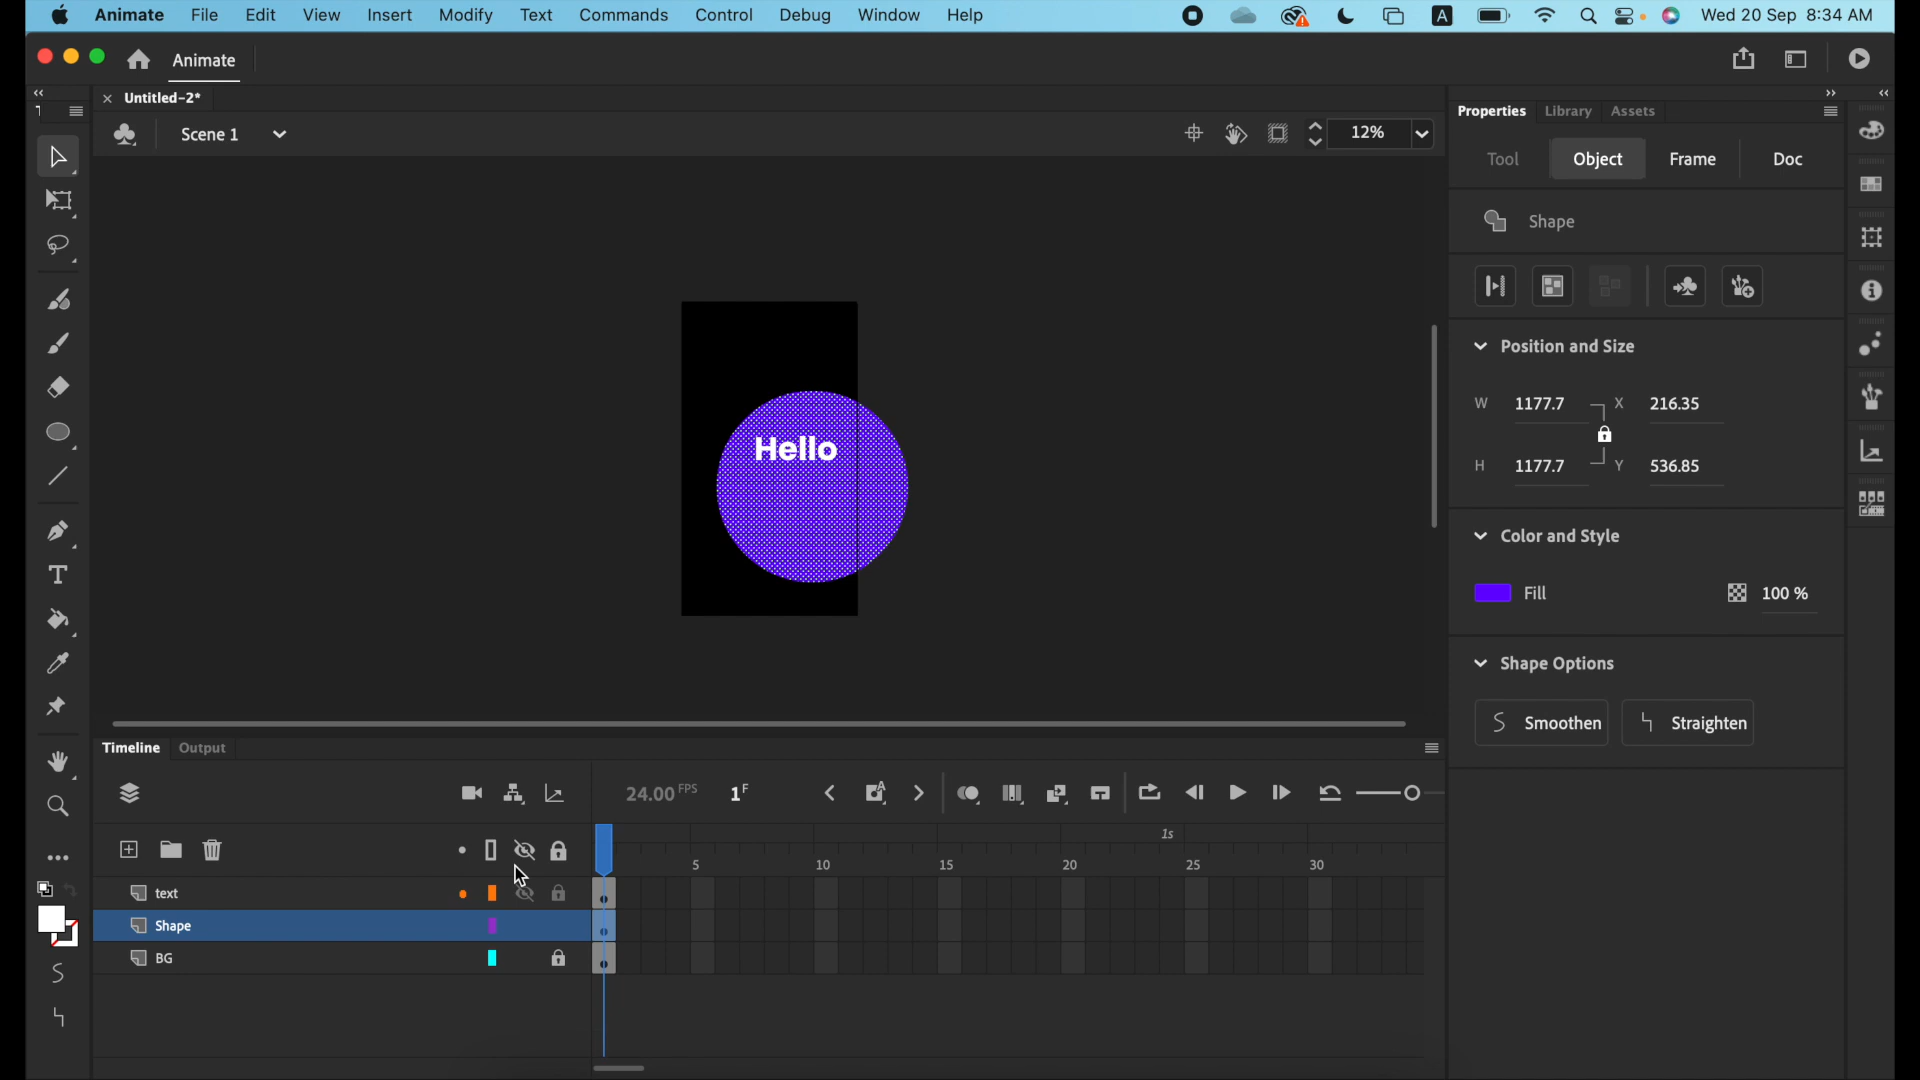 Animate File Edit View Insert Modify Text Commands Control Debug Window Help A Wed 20 Sep 8:34 AM
Animate
Untitled-2*
Properties Library Assets
Scene 1
12%
Tool Object Frame Doc
Shape
Position and Size
W 1177.7 X 216.35
H 1177.7 Y 536.85
Hello
Color and Style
Fill 100 %
Shape Options
Smoothen Straighten
Timeline Output
24.00 FPS 1 F
1s
5 10 15 20 25 30
text
Shape
BG